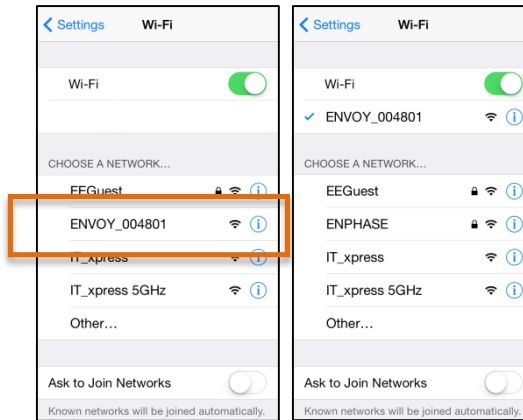 Settings Wi-Fi
Wi-Fi
CHOOSE A NETWORK...
EEGuest
ENVOY_004801
IT_xpress
IT_xpress 5GHz
Other...
Ask to Join Networks
Known networks will be joined automatically.
Settings Wi-Fi
Wi-Fi
ENVOY_004801
CHOOSE A NETWORK...
EEGuest
ENPHASE
IT_xpress
IT_xpress 5GHz
Other...
Ask to Join Networks
Known networks will be joined automatically.